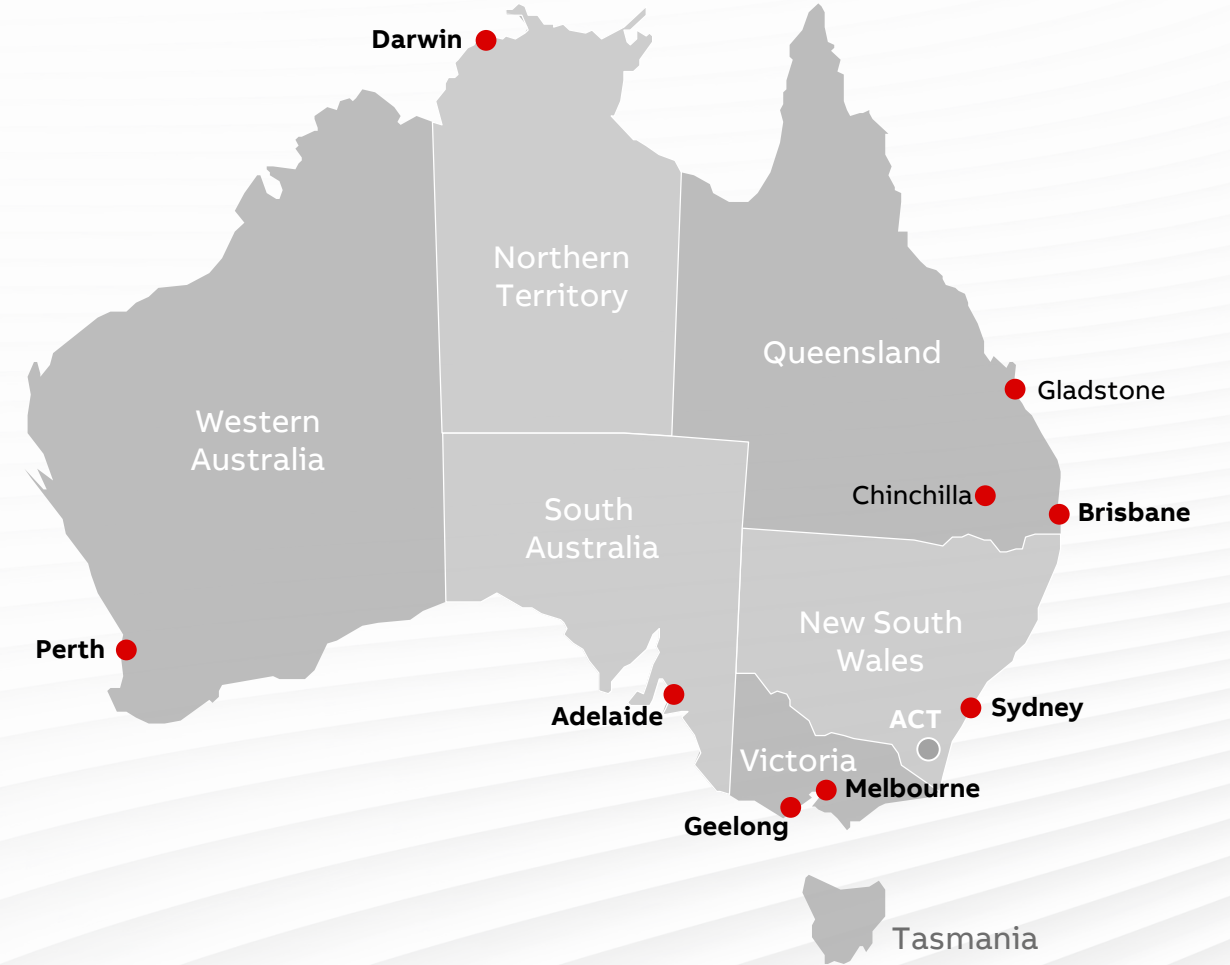 Darwin
Northern
Territory
Queensland
Gladstone
Western
Australia
Chinchilla
Brisbane
South
Australia
New South
Wales
Perth
Adelaide
Sydney
ACT
Victoria
Melbourne
Geelong
Tasmania